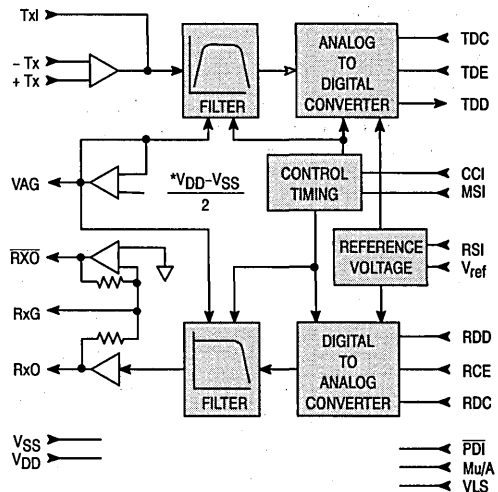 TxI
– Tx
+ Tx
FILTER
ANALOG
TO
DIGITAL
CONVERTER
TDC
TDE
TDD
VAG
*VDD–VSS
2
CONTROL
TIMING
CCI
MSI
REFERENCE
VOLTAGE
RSI
Vref
RXO
RxG
RxO
FILTER
DIGITAL
TO
ANALOG
CONVERTER
RDD
RCE
RDC
VSS
VDD
PDI
Mu/A
VLS